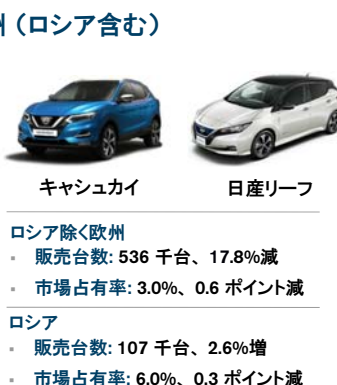 （ロシア含む）
キャシュカイ 日産リーフ
ロシア除く欧州
▪ 販売台数: 536 千台、17.8%減
▪ 市場占有率: 3.0%、0.6 ポイント減
ロシア
▪ 販売台数: 107 千台、2.6%増
▪ 市場占有率: 6.0%、0.3 ポイント減